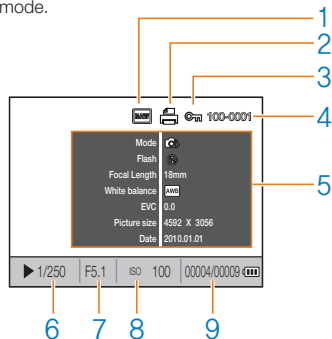 mode.
1
2
3
RAW 100-0001 4
Mode
Flash
Focal Length 18mm
White balance AWB
EVC 0.0
Picture size 4592 X 3056
Date 2010.01.01
5
1/250 F5.1 ISO 100 00004/00009
6 7 8 9